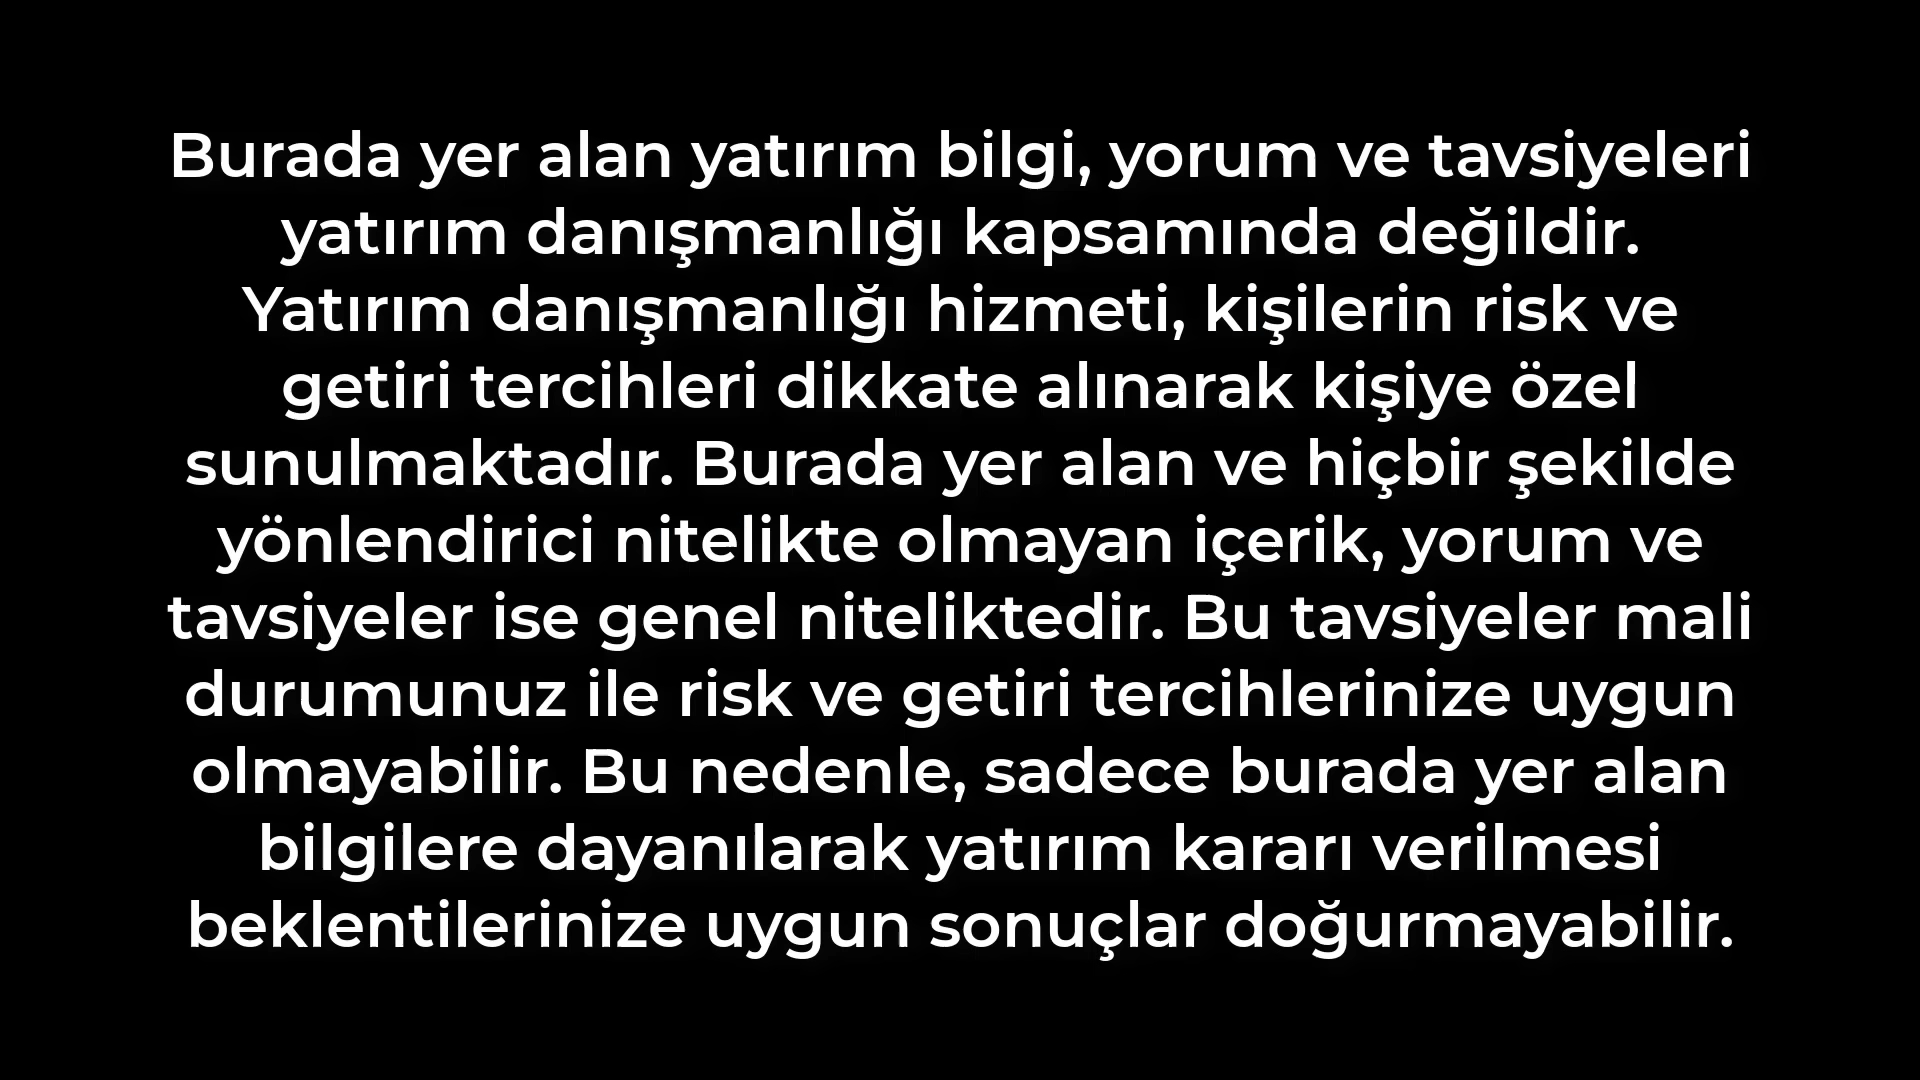 Burada yer alan yatırım bilgi, yorum ve tavsiyeleri
yatırım danışmanlığı kapsamında değildir.
Yatırım danışmanlığı hizmeti, kişilerin risk ve
getiri tercihleri dikkate alınarak kişiye özel
sunulmaktadır. Burada yer alan ve hiçbir şekilde
yönlendirici nitelikte olmayan içerik, yorum ve
tavsiyeler ise genel niteliktedir. Bu tavsiyeler mali
durumunuz ile risk ve getiri tercihlerinize uygun
olmayabilir. Bu nedenle, sadece burada yer alan
bilgilere dayanılarak yatırım kararı verilmesi
beklentilerinize uygun sonuçlar doğurmayabilir.